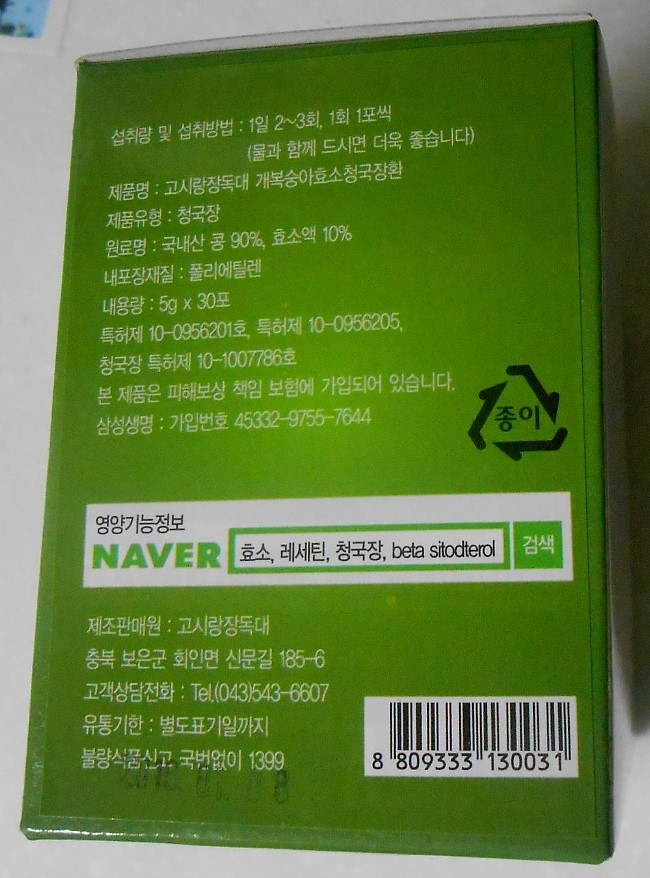 섭취량 및 섭취방법 : 1일 2~3회, 1회 1포씩
(물과 함께 드시면 더욱 좋습니다)
제품명 : 고시랑장독대 개복숭아효소청국장환
제품유형 : 청국장
원료명 : 국내산 콩 90%, 효소액 10%
내포장재질 : 폴리에틸렌
내용량 : 5g x 30포
특허제 10-0956201호, 특허제 10-0956205,
청국장 특허제 10-1007786호
본 제품은 피해보상 책임 보험에 가입되어 있습니다.
삼성생명 : 가입번호 45332-9755-7644
종이
영양기능정보
NAVER 효소, 레세틴, 청국장, beta sitodterol 검색
제조판매원 : 고시랑장독대
충북 보은군 회인면 신문길 185-6
고객상담전화 : Tel.(043)543-6607
유통기한 : 별도표기일까지
불량식품신고 국번없이 1399
8 809333 130031